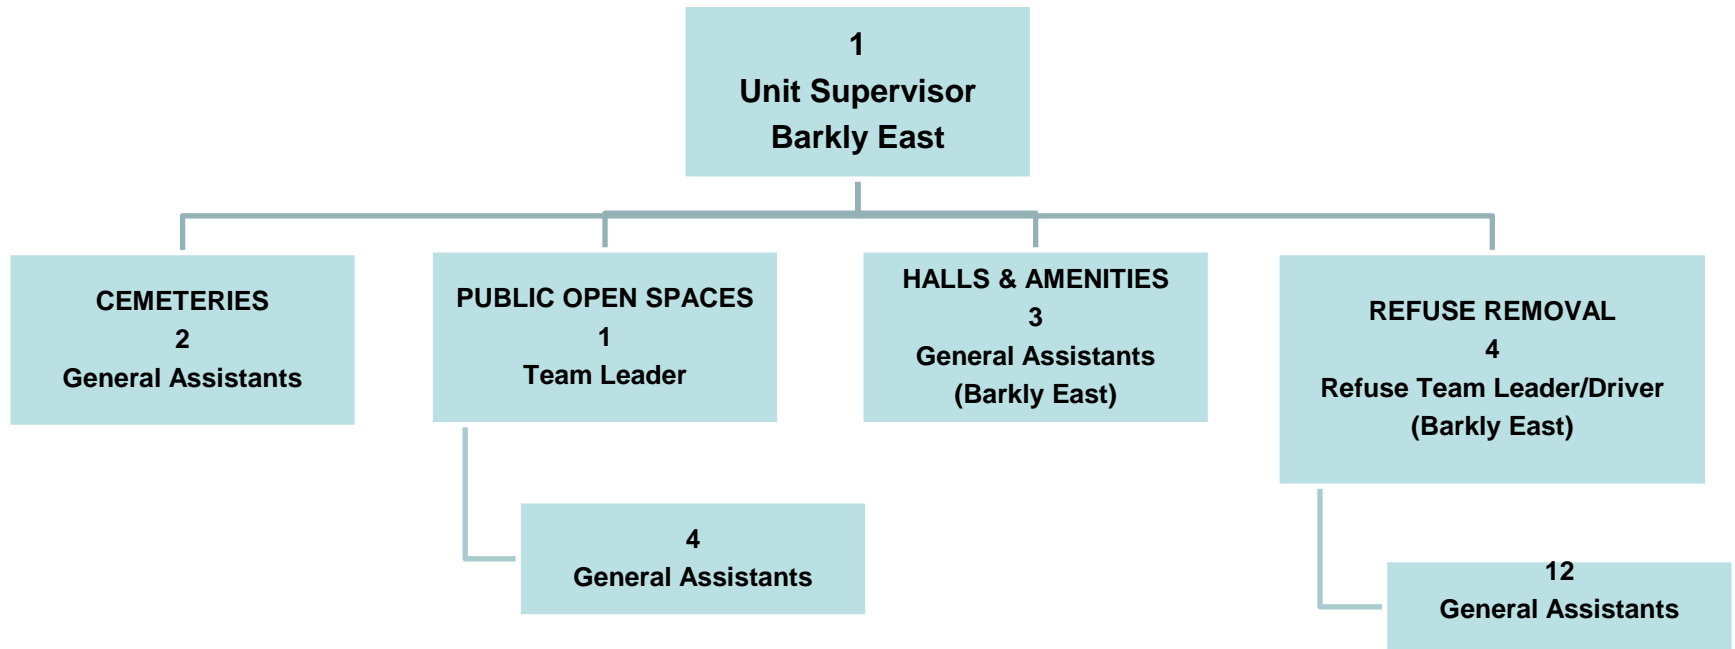 1
Unit Supervisor
Barkly East
CEMETERIES
2
General Assistants
PUBLIC OPEN SPACES
1
Team Leader
4
General Assistants
HALLS & AMENITIES
3
General Assistants
(Barkly East)
REFUSE REMOVAL
4
Refuse Team Leader/Driver
(Barkly East)
12
General Assistants